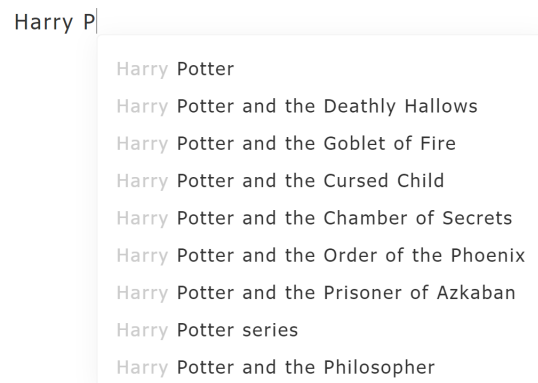 Harry P
Harry Potter
Harry Potter and the Deathly Hallows
Harry Potter and the Goblet of Fire
Harry Potter and the Cursed Child
Harry Potter and the Chamber of Secrets
Harry Potter and the Order of the Phoenix
Harry Potter and the Prisoner of Azkaban
Harry Potter series
Harry Potter and the Philosopher